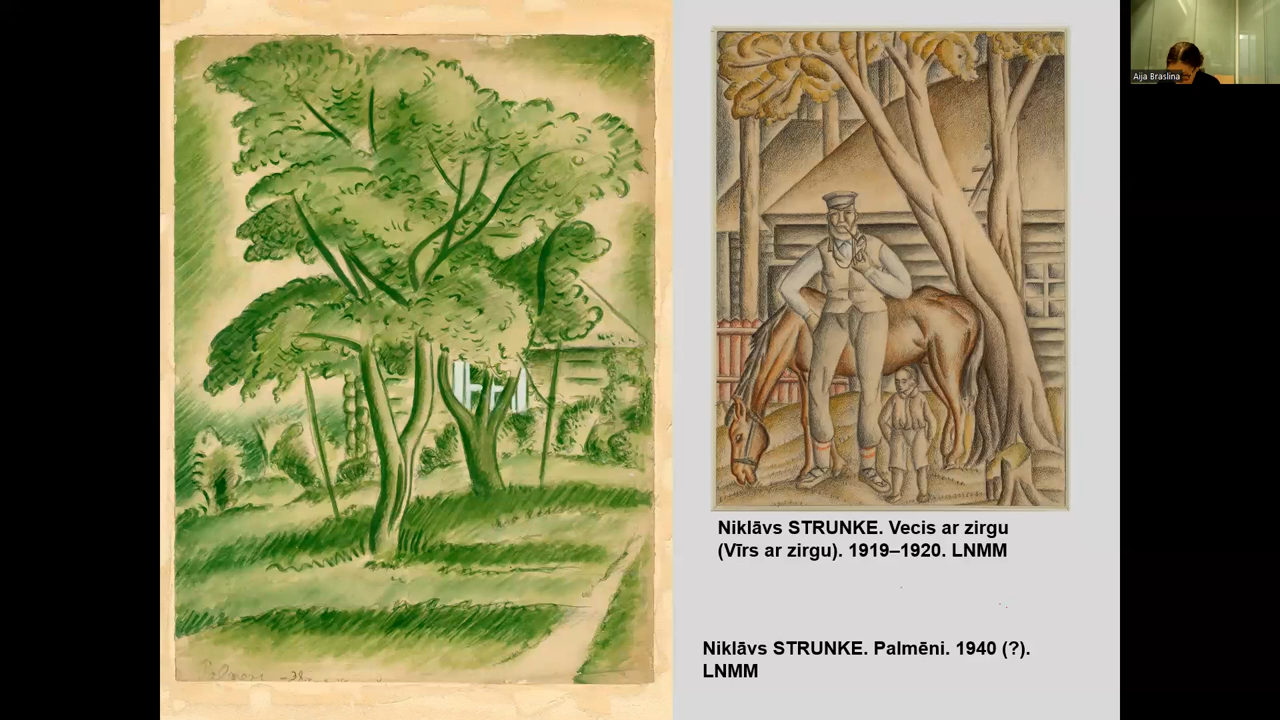 Aija Braslina
Niklāvs STRUNKE. Vecis ar zirgu
(Vīrs ar zirgu). 1919–1920. LNMM
Niklāvs STRUNKE. Palmēni. 1940 (?).
LNMM